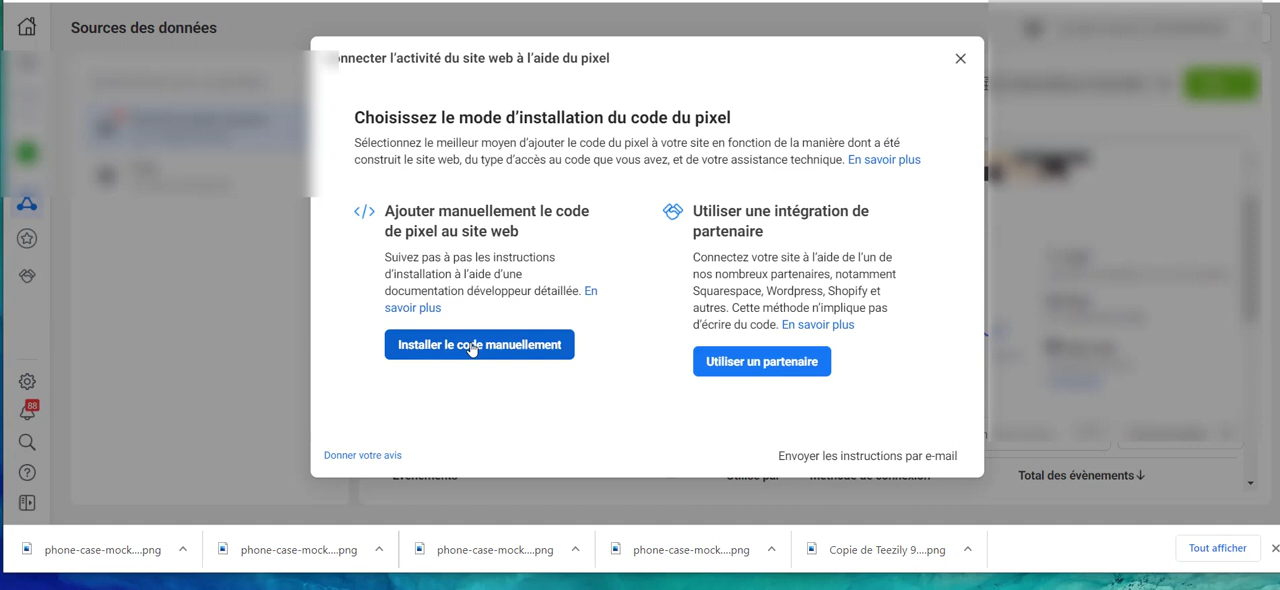 Sources des données
nnecter l'activité du site web à l'aide du pixel
Choisissez le mode d'installation du code du pixel
Sélectionnez le meilleur moyen d'ajouter le code du pixel à votre site en fonction de la manière dont a été
construit le site web, du type d'accès au code que vous avez, et de votre assistance technique. En savoir plus
Ajouter manuellement le code
de pixel au site web
Suivez pas à pas les instructions
d'installation à l'aide d'une
documentation développeur détaillée. En
savoir plus
Installer le code manuellement
Utiliser une intégration de
partenaire
Connectez votre site à l'aide de l'un de
nos nombreux partenaires, notamment
Squarespace, Wordpress, Shopify et
autres. Cette méthode n'implique pas
d'écrire du code. En savoir plus
Utiliser un partenaire
88
Donner votre avis
Envoyer les instructions par e-mail
Total des évènements
phone-case-mock....png
phone-case-mock....png
phone-case-mock....png
phone-case-mock....png
Copie de Teezily 9....png
Tout afficher